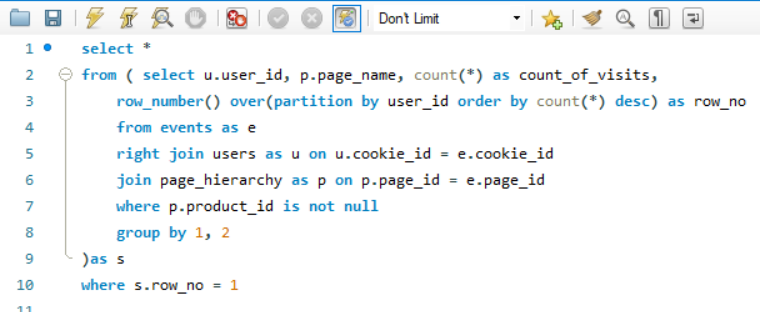 Don't Limit
1 select *
2 from ( select u.user_id, p.page_name, count(*) as count_of_visits,
3 row_number() over(partition by user_id order by count(*) desc) as row_no
4 from events as e
5 right join users as u on u.cookie_id = e.cookie_id
6 join page_hierarchy as p on p.page_id = e.page_id
7 where p.product_id is not null
8 group by 1, 2
9 )as s
10 where s.row_no = 1
11